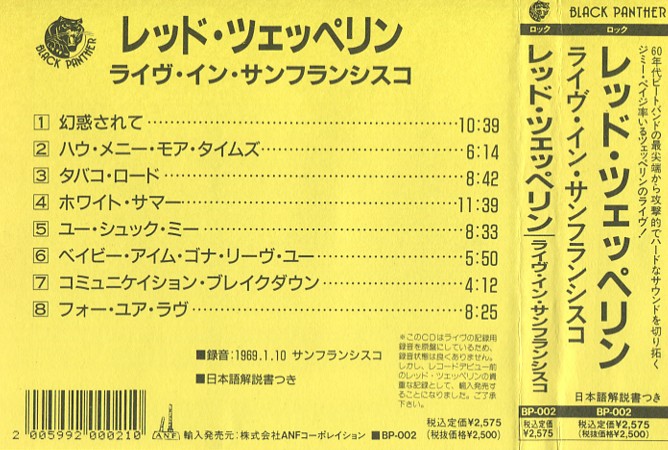 BLACK PANTHER
レッド・ツェッペリン
ライヴ・イン・サンフランシスコ
1 幻惑されて 10:39
2 ハウ・メニー・モア・タイムズ 6:14
3 タバコ・ロード 8:42
4 ホワイト・サマー 11:39
5 ユー・シュック・ミー 8:33
6 ベイビー・アイム・ゴナ・リーヴ・ユー 5:50
7 コミュニケイション・ブレイクダウン 4:12
8 フォー・ユア・ラヴ 8:25
■録音:1969.1.10 サンフランシスコ
■日本語解説書つき
※このCDはライヴの記録用
録音を原盤にしているため、
録音状態は良くありません。
しかし、レコードデビュー前
のレッド・ツェッペリンの貴
重な記録として、輸入発売す
ることになりました。ご了承
下さい。
2 005992 000210
ANF
輸入発売元:株式会社ANFコーポレイション ■BP-002
税込定価¥2,575
(税抜価格¥2,500)
ロック
レッド・ツェッペリン
ライヴ・イン・サンフランシスコ
BP-002
税込定価
¥2,575
BLACK PANTHER
ロック
60年代ビートバンドの最尖端から攻撃的でハードなサウンドを切り拓く
ジミー・ペイジ率いるツェッペリンのライヴ!
レッド・ツェッペリン
ライヴ・イン・サンフランシスコ
日本語解説書つき
BP-002
税込定価¥2,575
(税抜価格¥2,500)